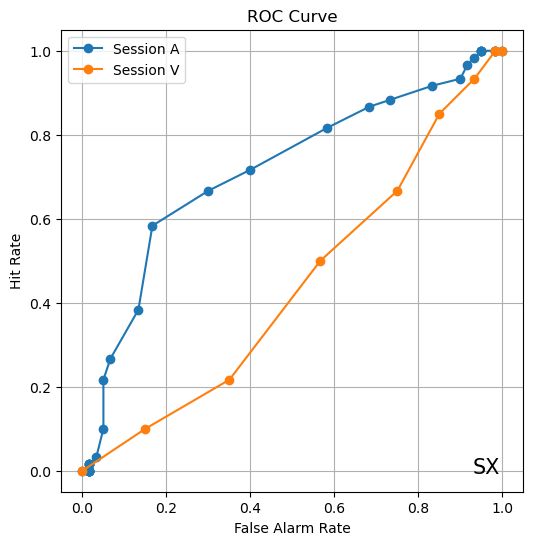 ROC Curve
Session A
Session V
1.0
0.8
0.6
0.4
0.2
0.0
Hit Rate
SX
0.0 0.2 0.4 0.6 0.8 1.0
False Alarm Rate